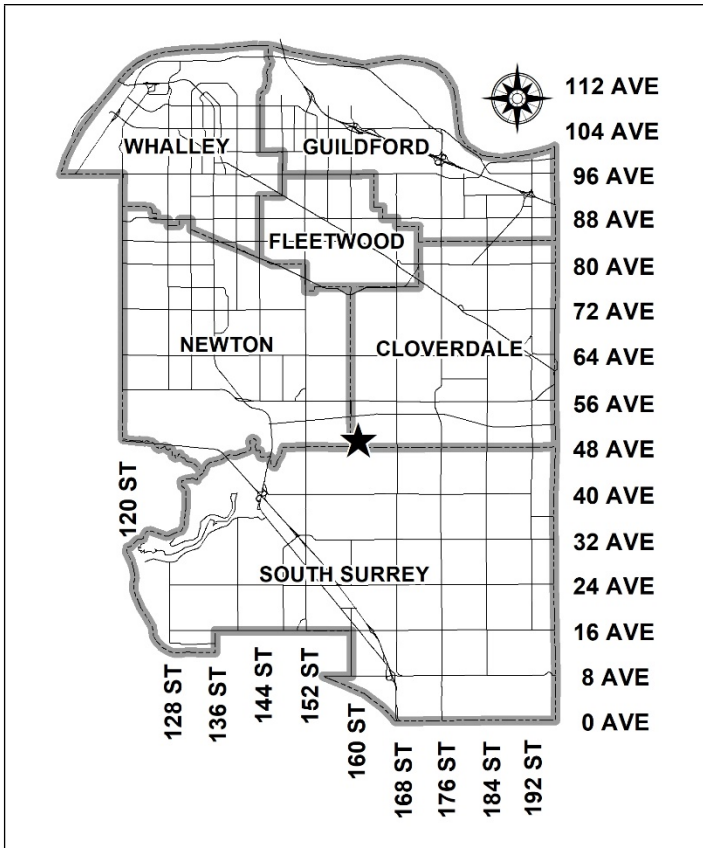 112 AVE
104 AVE
WHALLEY
GUILDFORD
96 AVE
88 AVE
FLEETWOOD
80 AVE
72 AVE
NEWTON
CLOVERDALE
64 AVE
56 AVE
48 AVE
120 ST
40 AVE
32 AVE
SOUTH SURREY
24 AVE
16 AVE
8 AVE
0 AVE
128 ST
136 ST
144 ST
152 ST
160 ST
168 ST
176 ST
184 ST
192 ST